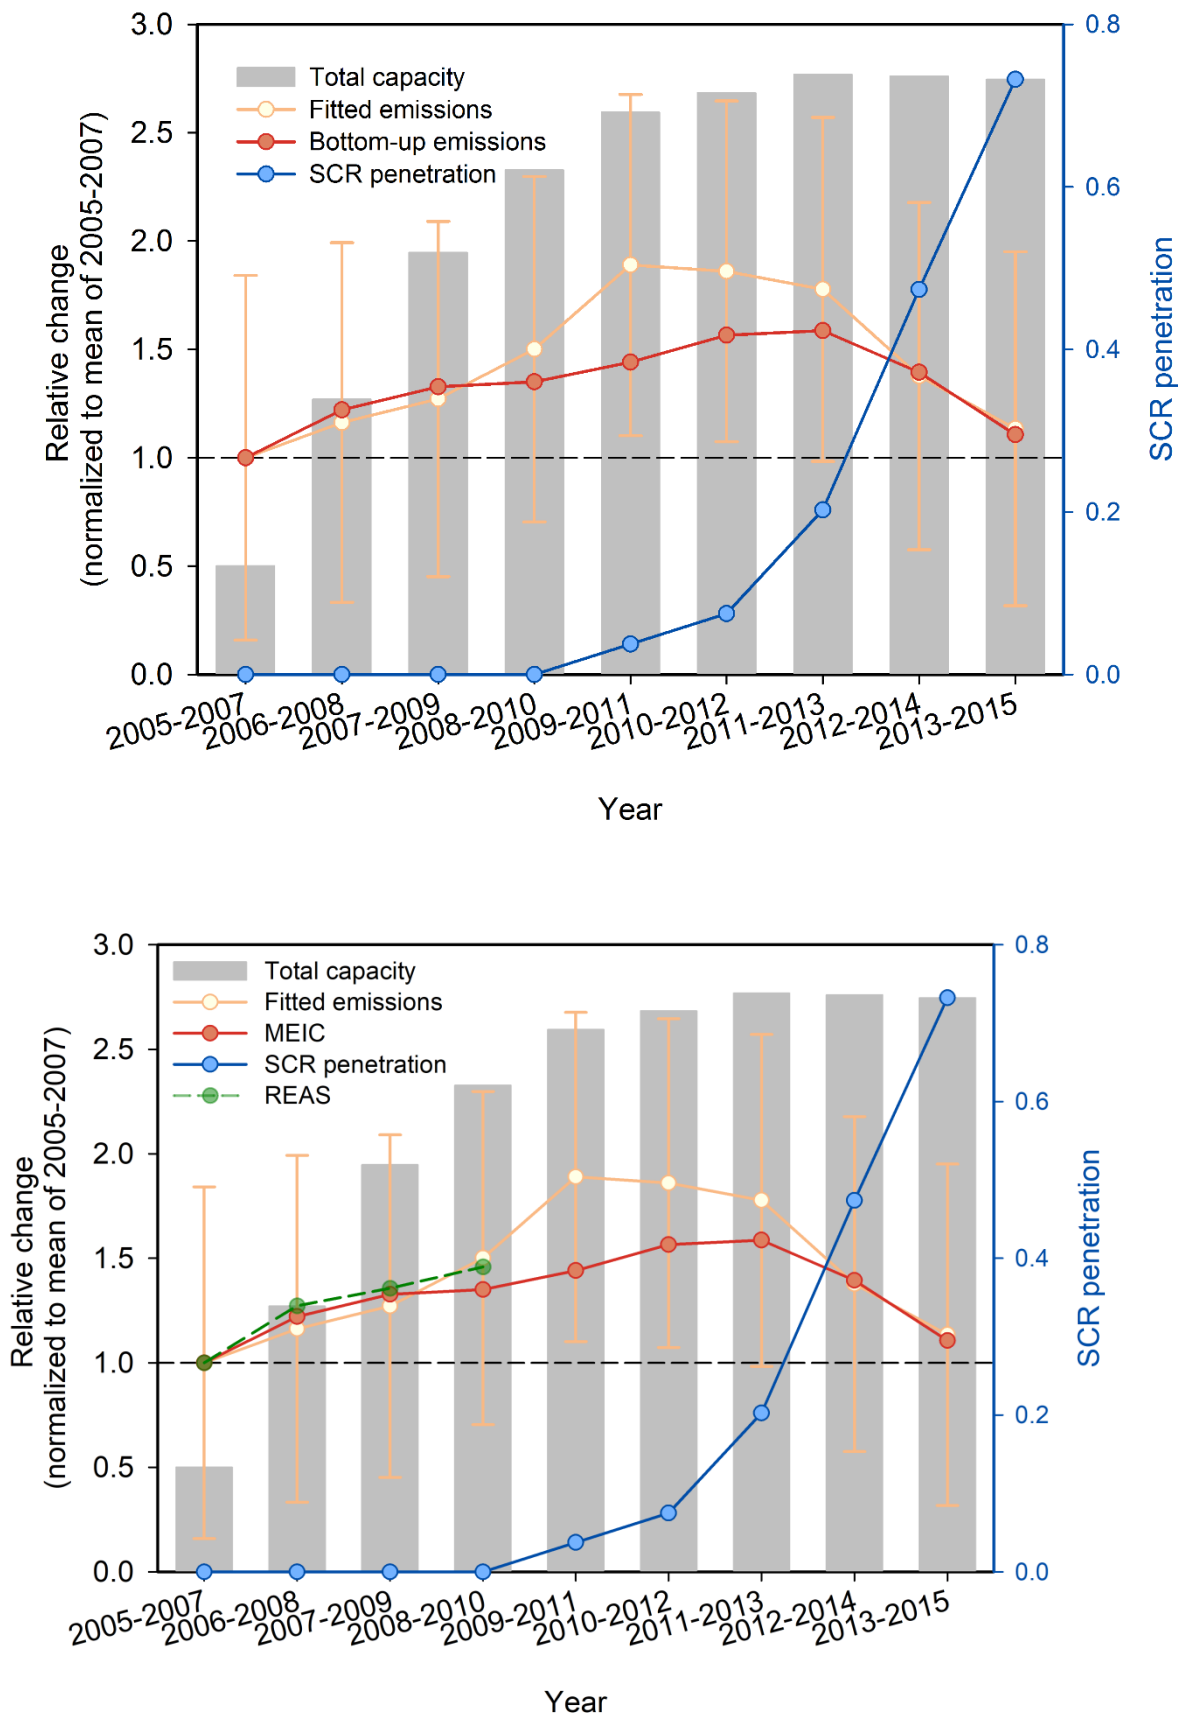 3.0
2.5
2.0
1.5
1.0
0.5
0.0
Relative change
(normalized to mean of 2005-2007)
Total capacity
Fitted emissions
Bottom-up emissions
SCR penetration
0.8
0.6
0.4
0.2
0.0
SCR penetration
2005-2007
2006-2008
2007-2009
2008-2010
2009-2011
2010-2012
2011-2013
2012-2014
2013-2015
Year
3.0
2.5
2.0
1.5
1.0
0.5
0.0
Relative change
(normalized to mean of 2005-2007)
Total capacity
Fitted emissions
MEIC
SCR penetration
REAS
0.8
0.6
0.4
0.2
0.0
SCR penetration
2005-2007
2006-2008
2007-2009
2008-2010
2009-2011
2010-2012
2011-2013
2012-2014
2013-2015
Year